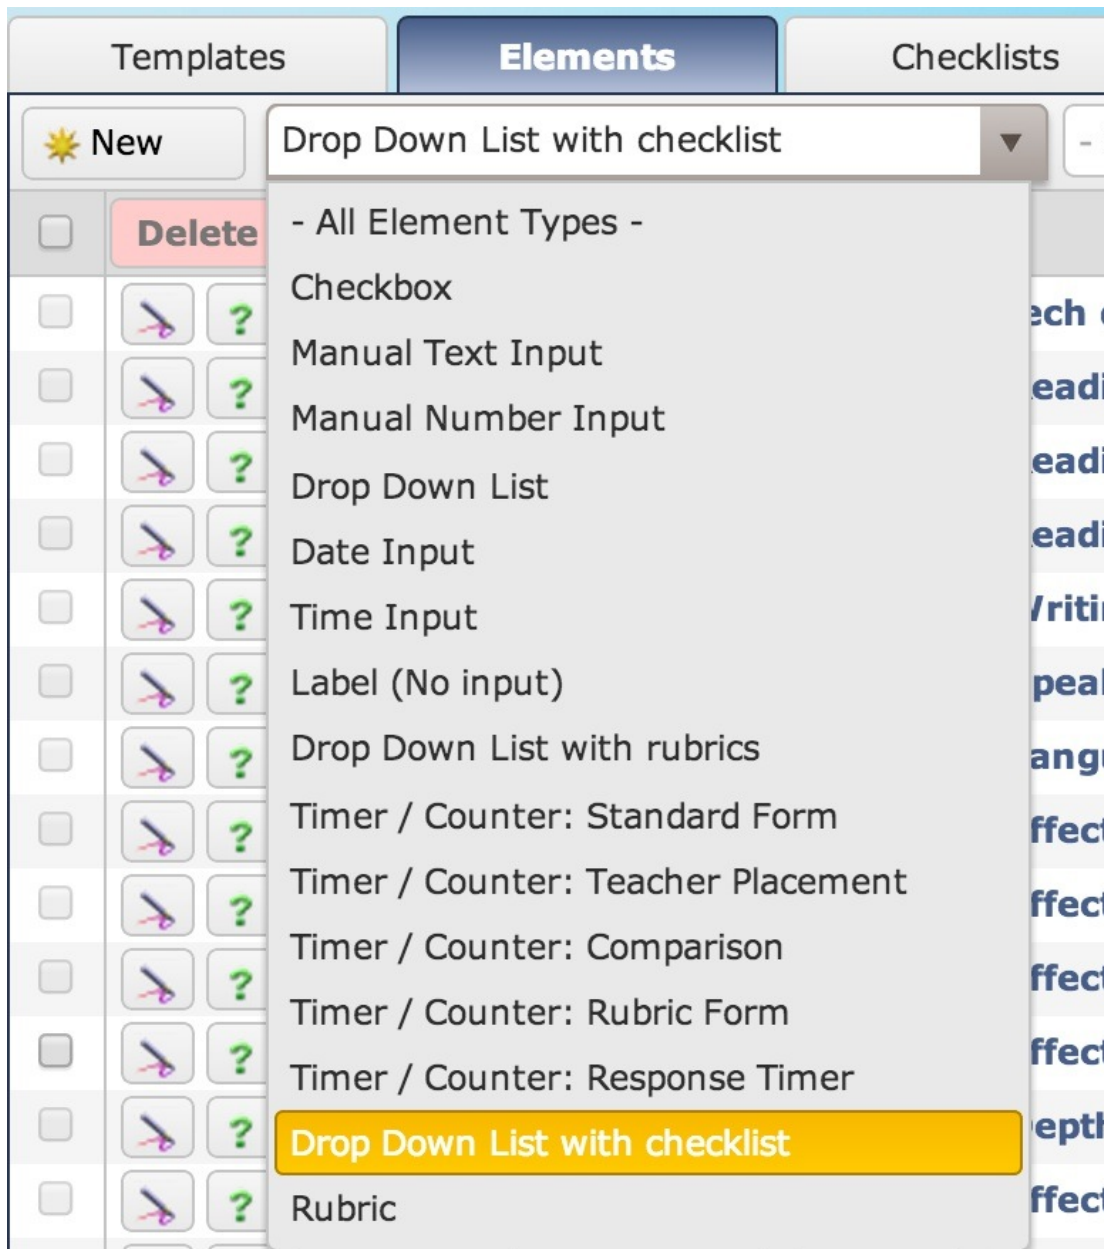 Templates Elements Checklists
New Drop Down List with checklist -
Delete - All Element Types -
Checkbox
Manual Text Input
Manual Number Input
Drop Down List
Date Input
Time Input
Label (No input)
Drop Down List with rubrics
Timer / Counter: Standard Form
Timer / Counter: Teacher Placement
Timer / Counter: Comparison
Timer / Counter: Rubric Form
Timer / Counter: Response Timer
Drop Down List with checklist
Rubric